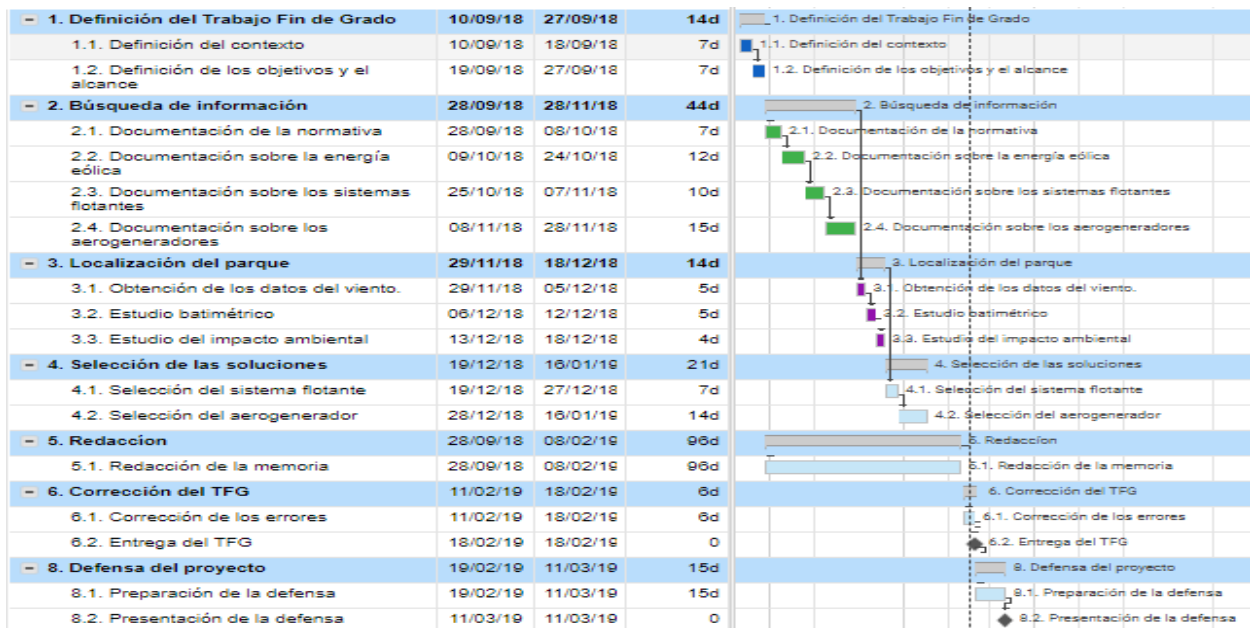 − 1. Definición del Trabajo Fin de Grado 10/09/18 27/09/18 14d 1. Definición del Trabajo Fin de Grado
1.1. Definición del contexto 10/09/18 18/09/18 7d 1.1. Definición del contexto
1.2. Definición de los objetivos y el 19/09/18 27/09/18 7d 1.2. Definición de los objetivos y el alcance
alcance
− 2. Búsqueda de información 28/09/18 28/11/18 44d 2. Búsqueda de información
2.1. Documentación de la normativa 28/09/18 08/10/18 7d 2.1. Documentación de la normativa
2.2. Documentación sobre la energía 09/10/18 24/10/18 12d 2.2. Documentación sobre la energía eólica
eólica
2.3. Documentación sobre los sistemas 25/10/18 07/11/18 10d 2.3. Documentación sobre los sistemas flotantes
flotantes
2.4. Documentación sobre los 08/11/18 28/11/18 15d 2.4. Documentación sobre los aerogeneradores
aerogeneradores
− 3. Localización del parque 29/11/18 18/12/18 14d 3. Localización del parque
3.1. Obtención de los datos del viento. 29/11/18 05/12/18 5d 3.1. Obtención de los datos del viento.
3.2. Estudio batimétrico 06/12/18 12/12/18 5d 3.2. Estudio batimétrico
3.3. Estudio del impacto ambiental 13/12/18 18/12/18 4d 3.3. Estudio del impacto ambiental
− 4. Selección de las soluciones 19/12/18 16/01/19 21d 4. Selección de las soluciones
4.1. Selección del sistema flotante 19/12/18 27/12/18 7d 4.1. Selección del sistema flotante
4.2. Selección del aerogenerador 28/12/18 16/01/19 14d 4.2. Selección del aerogenerador
− 5. Redaccíon 28/09/18 08/02/19 96d 5. Redaccíon
5.1. Redacción de la memoria 28/09/18 08/02/19 96d 5.1. Redacción de la memoria
− 6. Corrección del TFG 11/02/19 18/02/19 6d 6. Corrección del TFG
6.1. Corrección de los errores 11/02/19 18/02/19 6d 6.1. Corrección de los errores
6.2. Entrega del TFG 18/02/19 18/02/19 0 6.2. Entrega del TFG
− 8. Defensa del proyecto 19/02/19 11/03/19 15d 8. Defensa del proyecto
8.1. Preparación de la defensa 19/02/19 11/03/19 15d 8.1. Preparación de la defensa
8.2. Presentación de la defensa 11/03/19 11/03/19 0 8.2. Presentación de la defensa